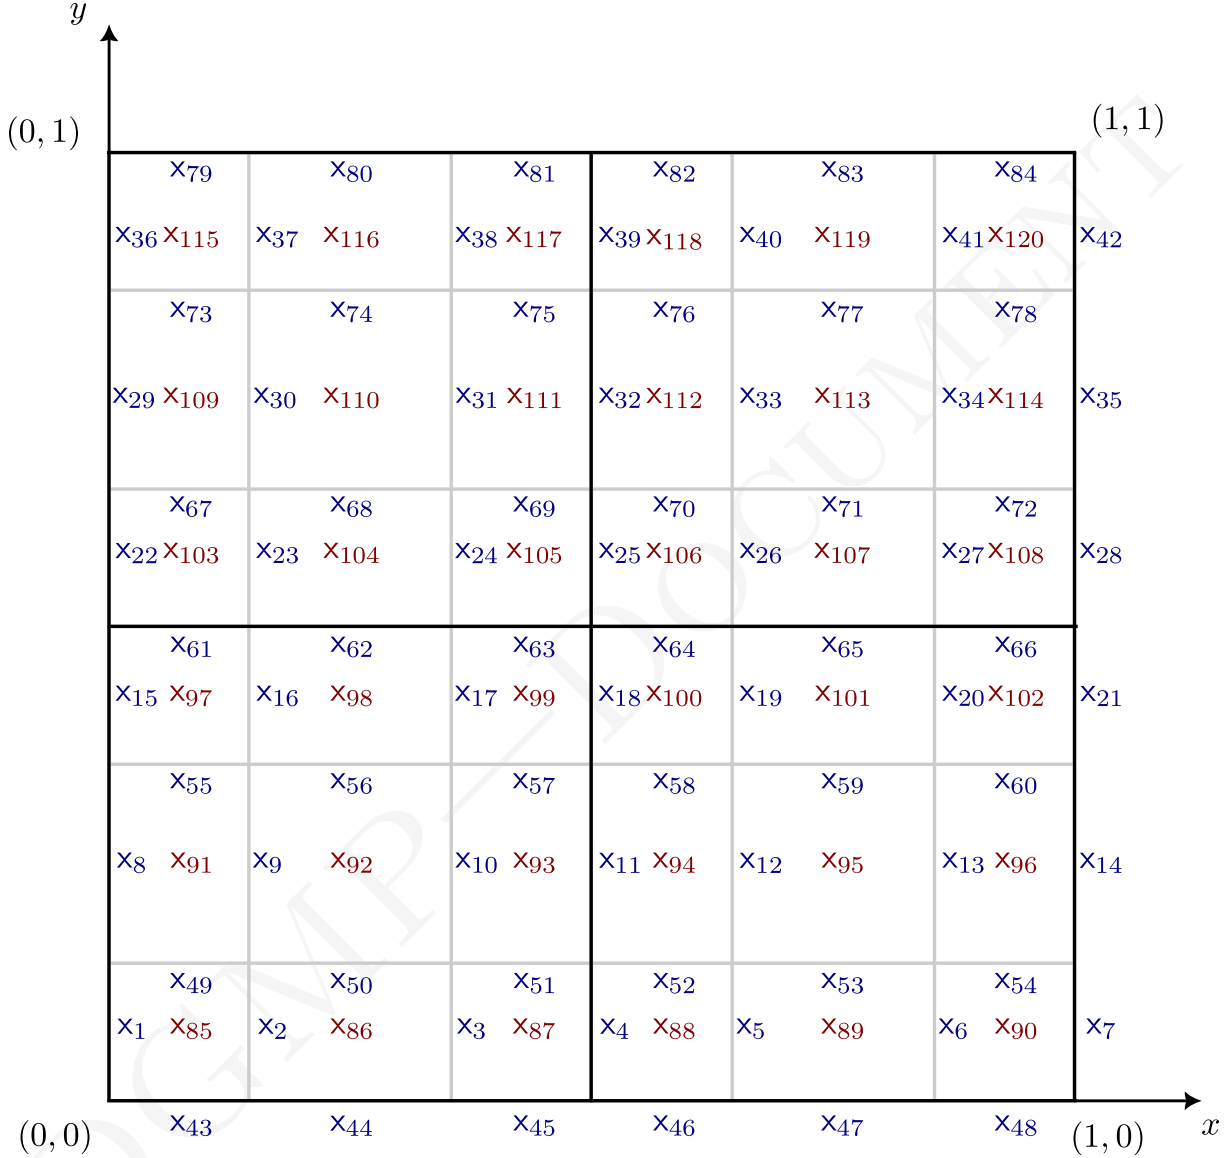 y
(0, 1)
(1, 1)
x79 x80 x81 x82 x83 x84
x36 x115 x37 x116 x38 x117 x39 x118 x40 x119 x41 x120 x42
x73 x74 x75 x76 x77 x78
x29 x109 x30 x110 x31 x111 x32 x112 x33 x113 x34 x114 x35
x67 x68 x69 x70 x71 x72
x22 x103 x23 x104 x24 x105 x25 x106 x26 x107 x27 x108 x28
x61 x62 x63 x64 x65 x66
x15 x97 x16 x98 x17 x99 x18 x100 x19 x101 x20 x102 x21
x55 x56 x57 x58 x59 x60
x8 x91 x9 x92 x10 x93 x11 x94 x12 x95 x13 x96 x14
x49 x50 x51 x52 x53 x54
x1 x85 x2 x86 x3 x87 x4 x88 x5 x89 x6 x90 x7
x43 x44 x45 x46 x47 x48
(0, 0)
(1, 0)
x
DGMP—DOCUMENT